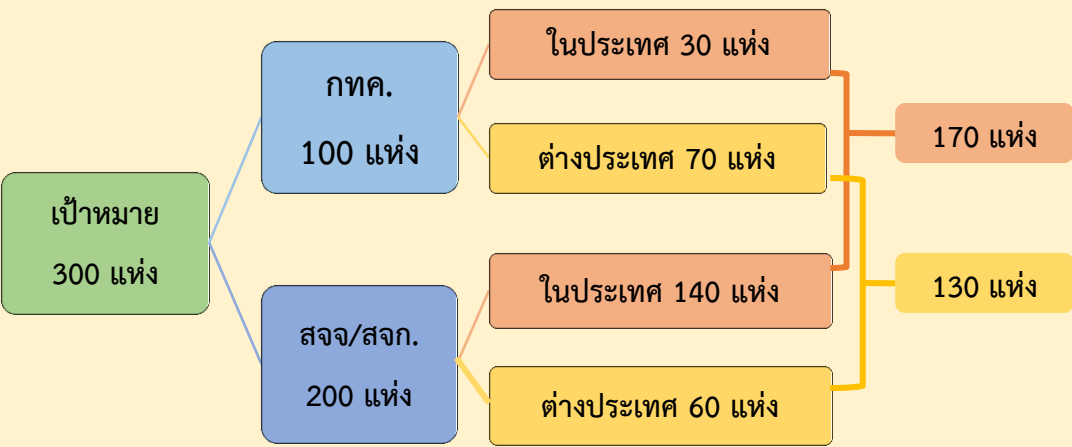 เป้าหมาย
300 แห่ง
กทค.
100 แห่ง
สจจ/สจก.
200 แห่ง
ในประเทศ 30 แห่ง
ต่างประเทศ 70 แห่ง
ในประเทศ 140 แห่ง
ต่างประเทศ 60 แห่ง
170 แห่ง
130 แห่ง